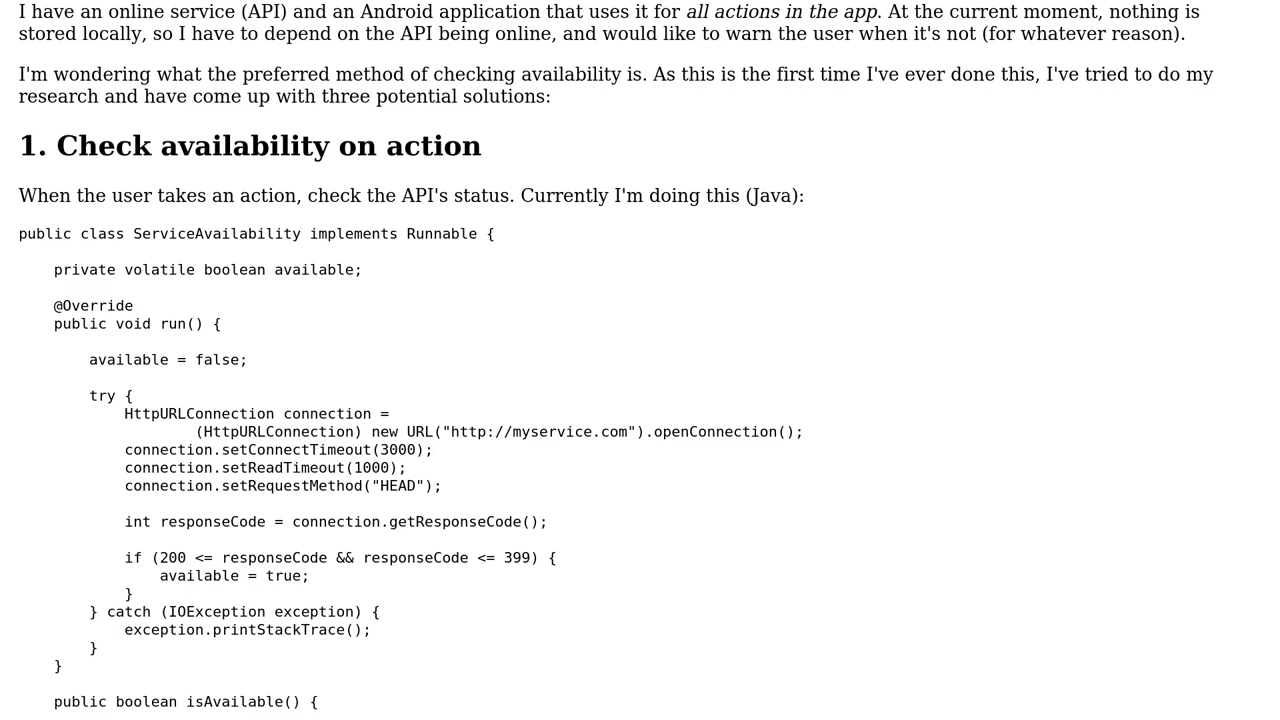 I have an online service (API) and an Android application that uses it for all actions in the app. At the current moment, nothing is
stored locally, so I have to depend on the API being online, and would like to warn the user when it's not (for whatever reason).
I'm wondering what the preferred method of checking availability is. As this is the first time I've ever done this, I've tried to do my
research and have come up with three potential solutions:
1. Check availability on action
When the user takes an action, check the API's status. Currently I'm doing this (Java):
public class ServiceAvailability implements Runnable {
    private volatile boolean available;
    @Override
    public void run() {
        available = false;
        try {
            HttpURLConnection connection =
                    (HttpURLConnection) new URL("http://myservice.com").openConnection();
            connection.setConnectTimeout(3000);
            connection.setReadTimeout(1000);
            connection.setRequestMethod("HEAD");
            int responseCode = connection.getResponseCode();
            if (200 <= responseCode && responseCode <= 399) {
                available = true;
            }
        } catch (IOException exception) {
            exception.printStackTrace();
        }
    }
    public boolean isAvailable() {